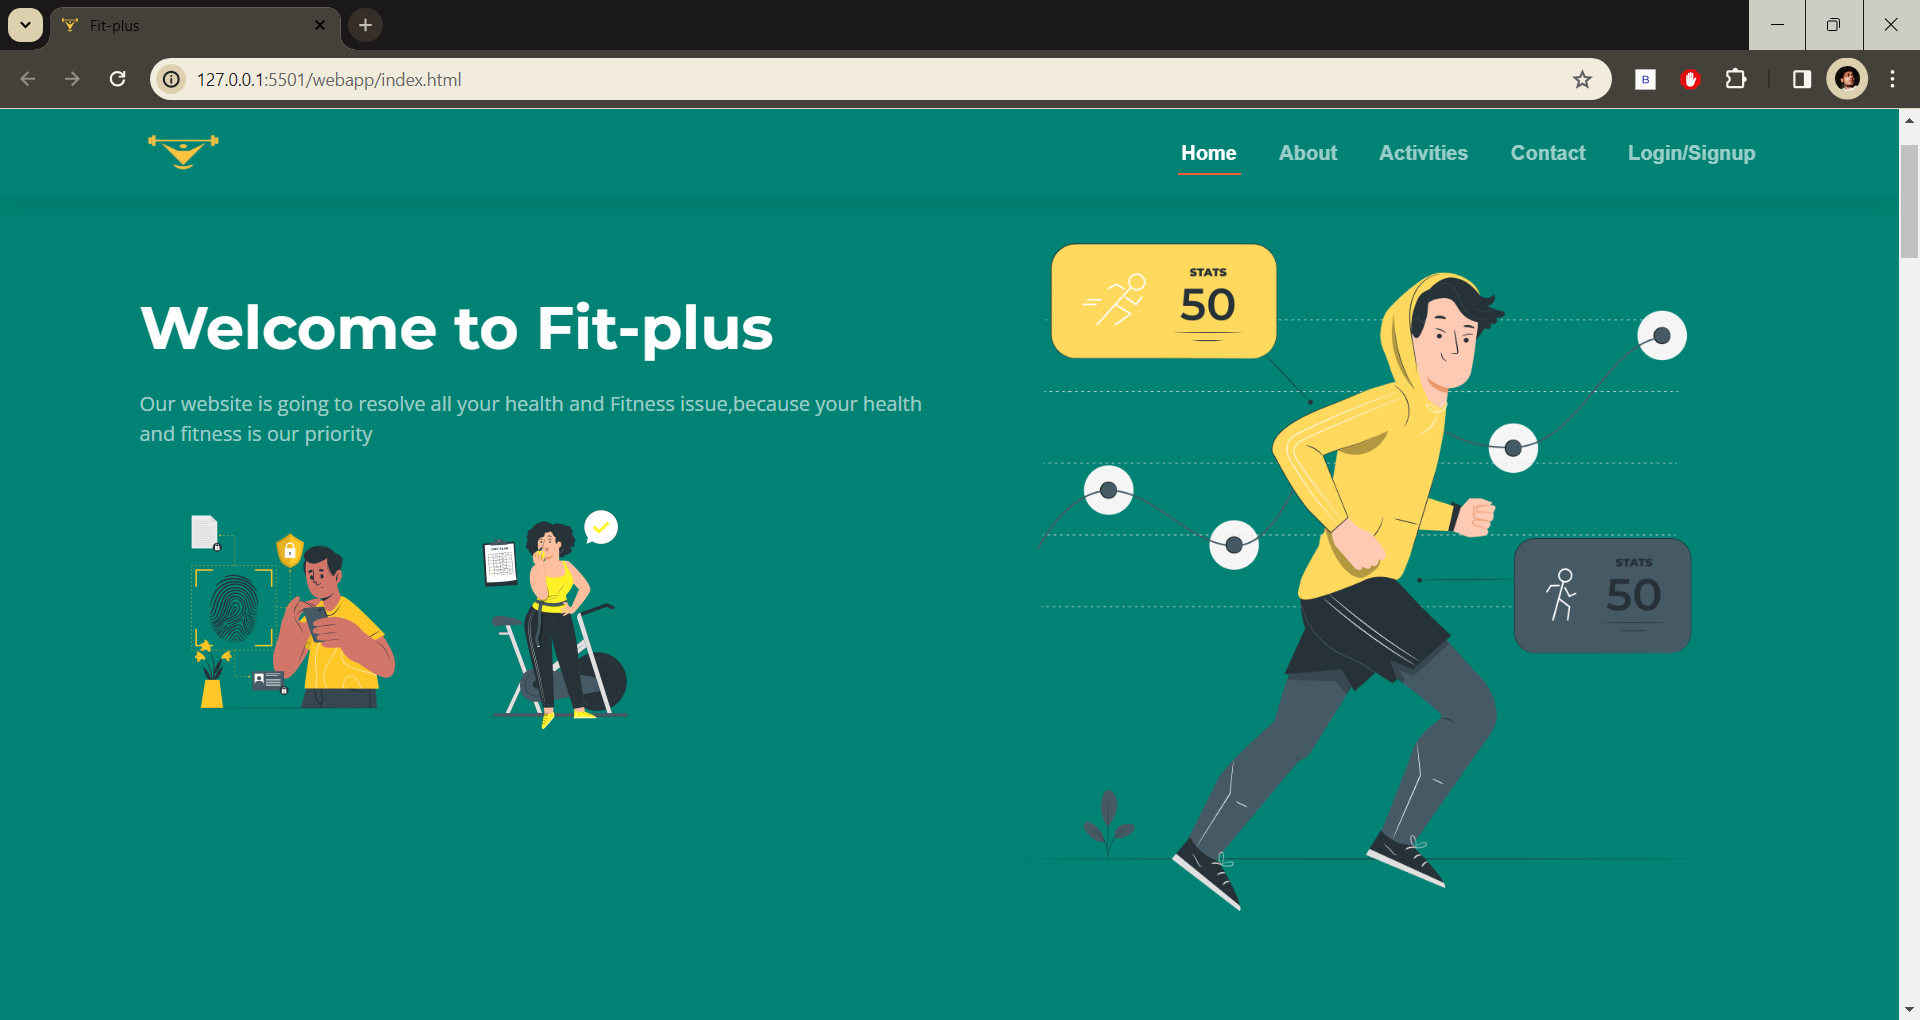 Fit-plus
127.0.0.1:5501/webapp/index.html
B
Home About Activities Contact Login/Signup
STATS
50
Welcome to Fit-plus
Our website is going to resolve all your health and Fitness issue,because your health
and fitness is our priority
DIET PLAN
STATS
50